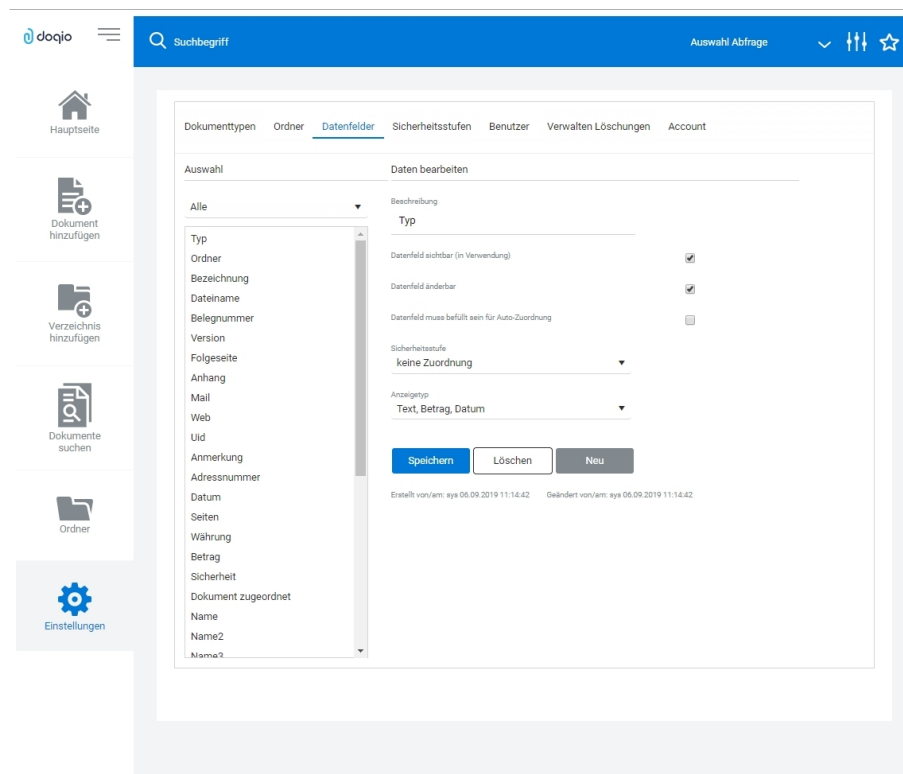 doqio
Suchbegriff
Auswahl Abfrage
Hauptseite
Dokument
hinzufügen
Verzeichnis
hinzufügen
Dokumente
suchen
Ordner
Einstellungen
Dokumenttypen Ordner Datenfelder Sicherheitsstufen Benutzer Verwalten Löschungen Account
Auswahl
Alle
Typ
Ordner
Bezeichnung
Dateiname
Belegnummer
Version
Folgeseite
Anhang
Mail
Web
Uid
Anmerkung
Adressnummer
Datum
Seiten
Währung
Betrag
Sicherheit
Dokument zugeordnet
Name
Name2
Name3
Daten bearbeiten
Beschreibung
Typ
Datenfeld sichtbar (in Verwendung)
Datenfeld änderbar
Datenfeld muss befüllt sein für Auto-Zuordnung
Sicherheitsstufe
keine Zuordnung
Anzeigetyp
Text, Betrag, Datum
Speichern Löschen Neu
Erstellt von/am: sys 06.09.2019 11:14:42 Geändert von/am: sys 06.09.2019 11:14:42